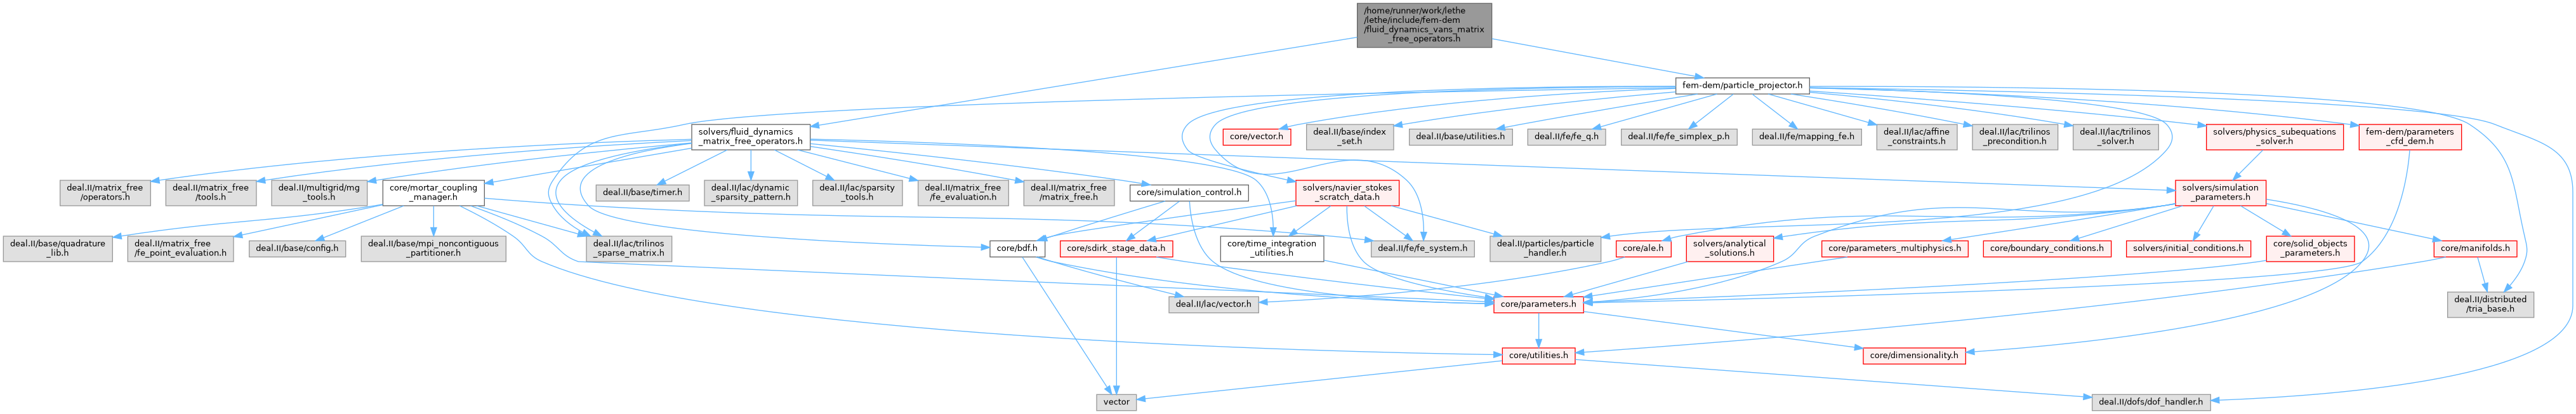 /home/runner/work/lethe
/lethe/include/fem-dem
/fluid_dynamics_vans_matrix
_free_operators.h
fem-dem/particle_projector.h
solvers/fluid_dynamics
_matrix_free_operators.h
core/vector.h
deal.II/base/index
_set.h
deal.II/base/utilities.h
deal.II/fe/fe_q.h
deal.II/fe/fe_simplex_p.h
deal.II/fe/mapping_fe.h
deal.II/lac/affine
_constraints.h
deal.II/lac/trilinos
_precondition.h
deal.II/lac/trilinos
_solver.h
solvers/physics_subequations
_solver.h
fem-dem/parameters
_cfd_dem.h
deal.II/matrix_free
/operators.h
deal.II/matrix_free
/tools.h
deal.II/multigrid/mg
_tools.h
core/mortar_coupling
_manager.h
deal.II/base/timer.h
deal.II/lac/dynamic
_sparsity_pattern.h
deal.II/lac/sparsity
_tools.h
deal.II/matrix_free
/fe_evaluation.h
deal.II/matrix_free
/matrix_free.h
core/simulation_control.h
solvers/navier_stokes
_scratch_data.h
solvers/simulation
_parameters.h
deal.II/base/quadrature
_lib.h
deal.II/matrix_free
/fe_point_evaluation.h
deal.II/base/config.h
deal.II/base/mpi_noncontiguous
_partitioner.h
deal.II/lac/trilinos
_sparse_matrix.h
deal.II/fe/fe_system.h
core/bdf.h
core/sdirk_stage_data.h
core/time_integration
_utilities.h
deal.II/particles/particle
_handler.h
core/ale.h
solvers/analytical
_solutions.h
core/parameters_multiphysics.h
core/boundary_conditions.h
solvers/initial_conditions.h
core/solid_objects
_parameters.h
core/manifolds.h
deal.II/lac/vector.h
core/parameters.h
deal.II/distributed
/tria_base.h
core/utilities.h
core/dimensionality.h
vector
deal.II/dofs/dof_handler.h